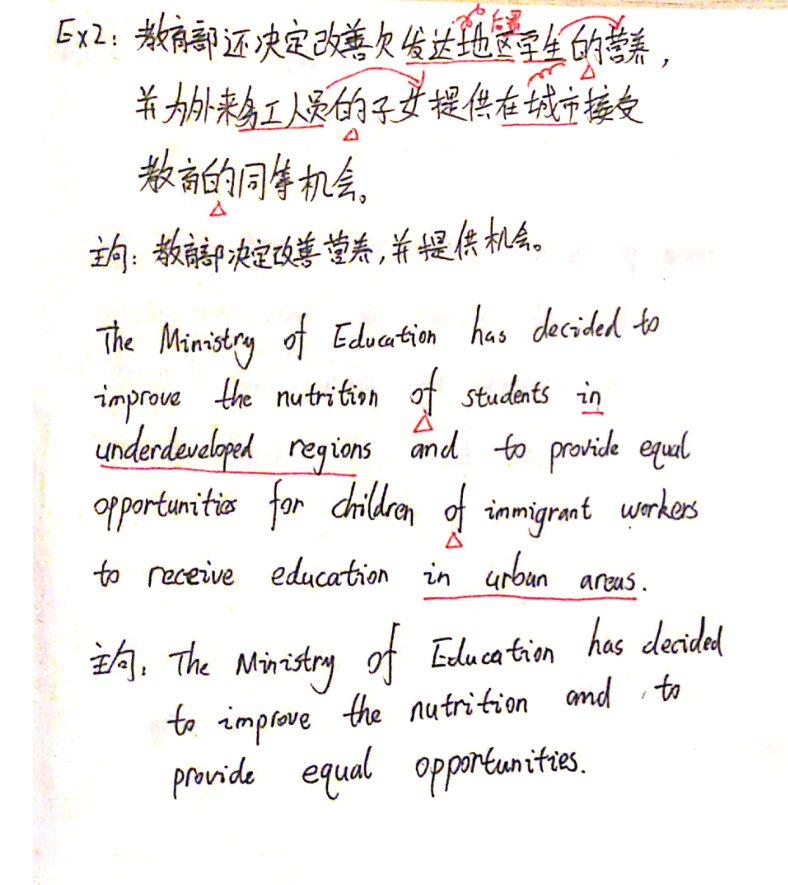 Ex2: 教育部还决定改善欠发达地区学生的营养,
后置
并为外来务工人员的子女提供在城市接受
教育的同等机会。
主句: 教育部决定改善营养,并提供机会。
The Ministry of Education has decided to
improve the nutrition of students in
underdeveloped regions and to provide equal
opportunities for children of immigrant workers
to receive education in urban areas.
主句: The Ministry of Education has decided
to improve the nutrition and to
provide equal opportunities.